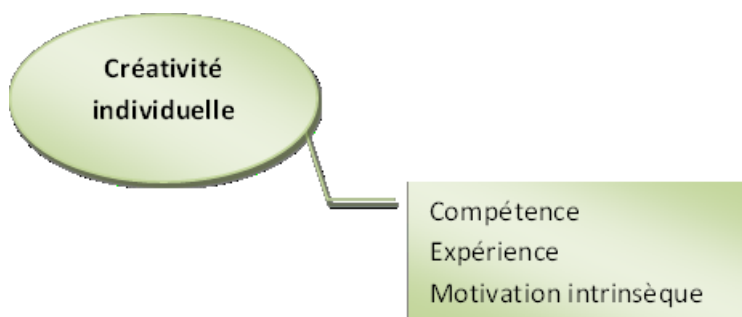 Créativité
individuelle
Compétence
Expérience
Motivation intrinsèque